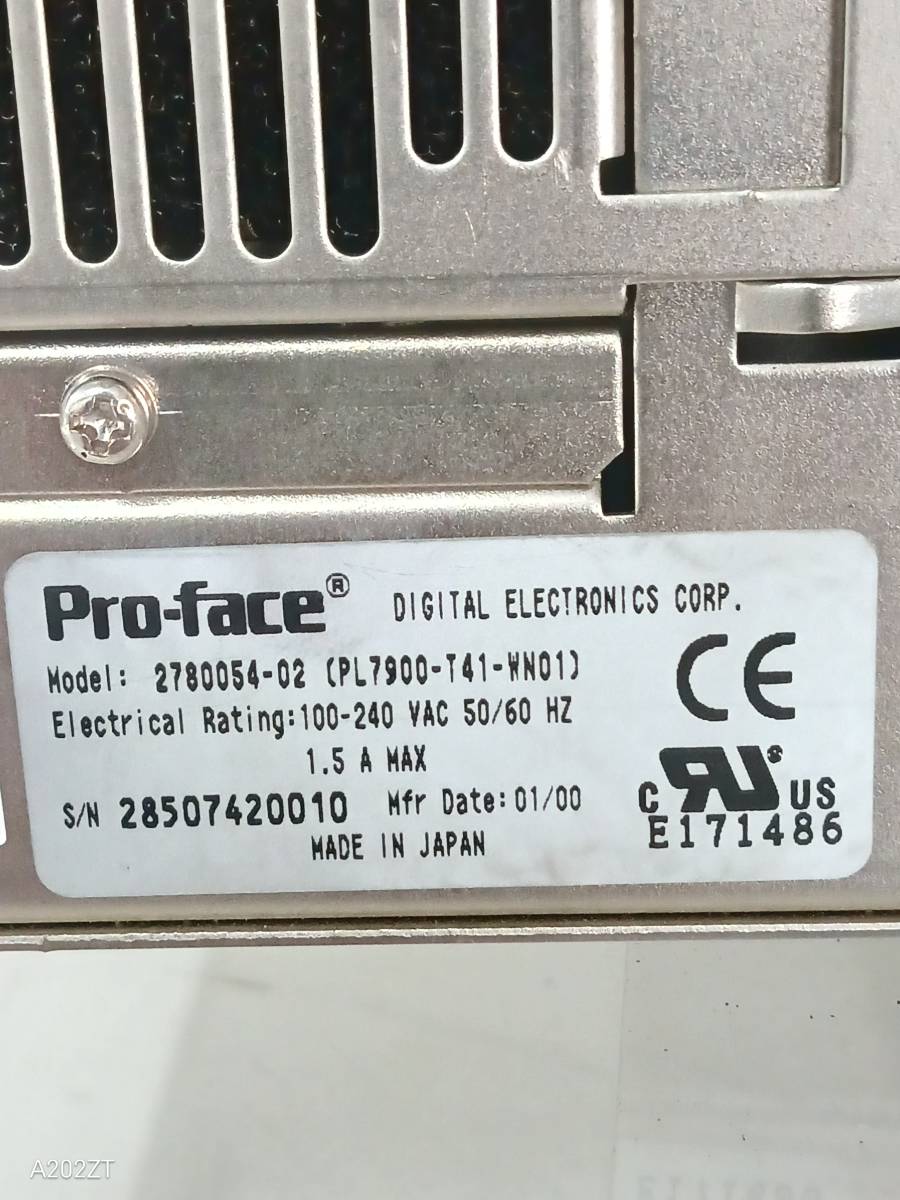 Pro-face® DIGITAL ELECTRONICS CORP.
Model: 2780054-02 (PL7900-T41-WN01)
Electrical Rating:100-240 VAC 50/60 HZ
1.5 A MAX
S/N 28507420010 Mfr Date:01/00
MADE IN JAPAN
CE
C RU® US
E171486
A202ZT